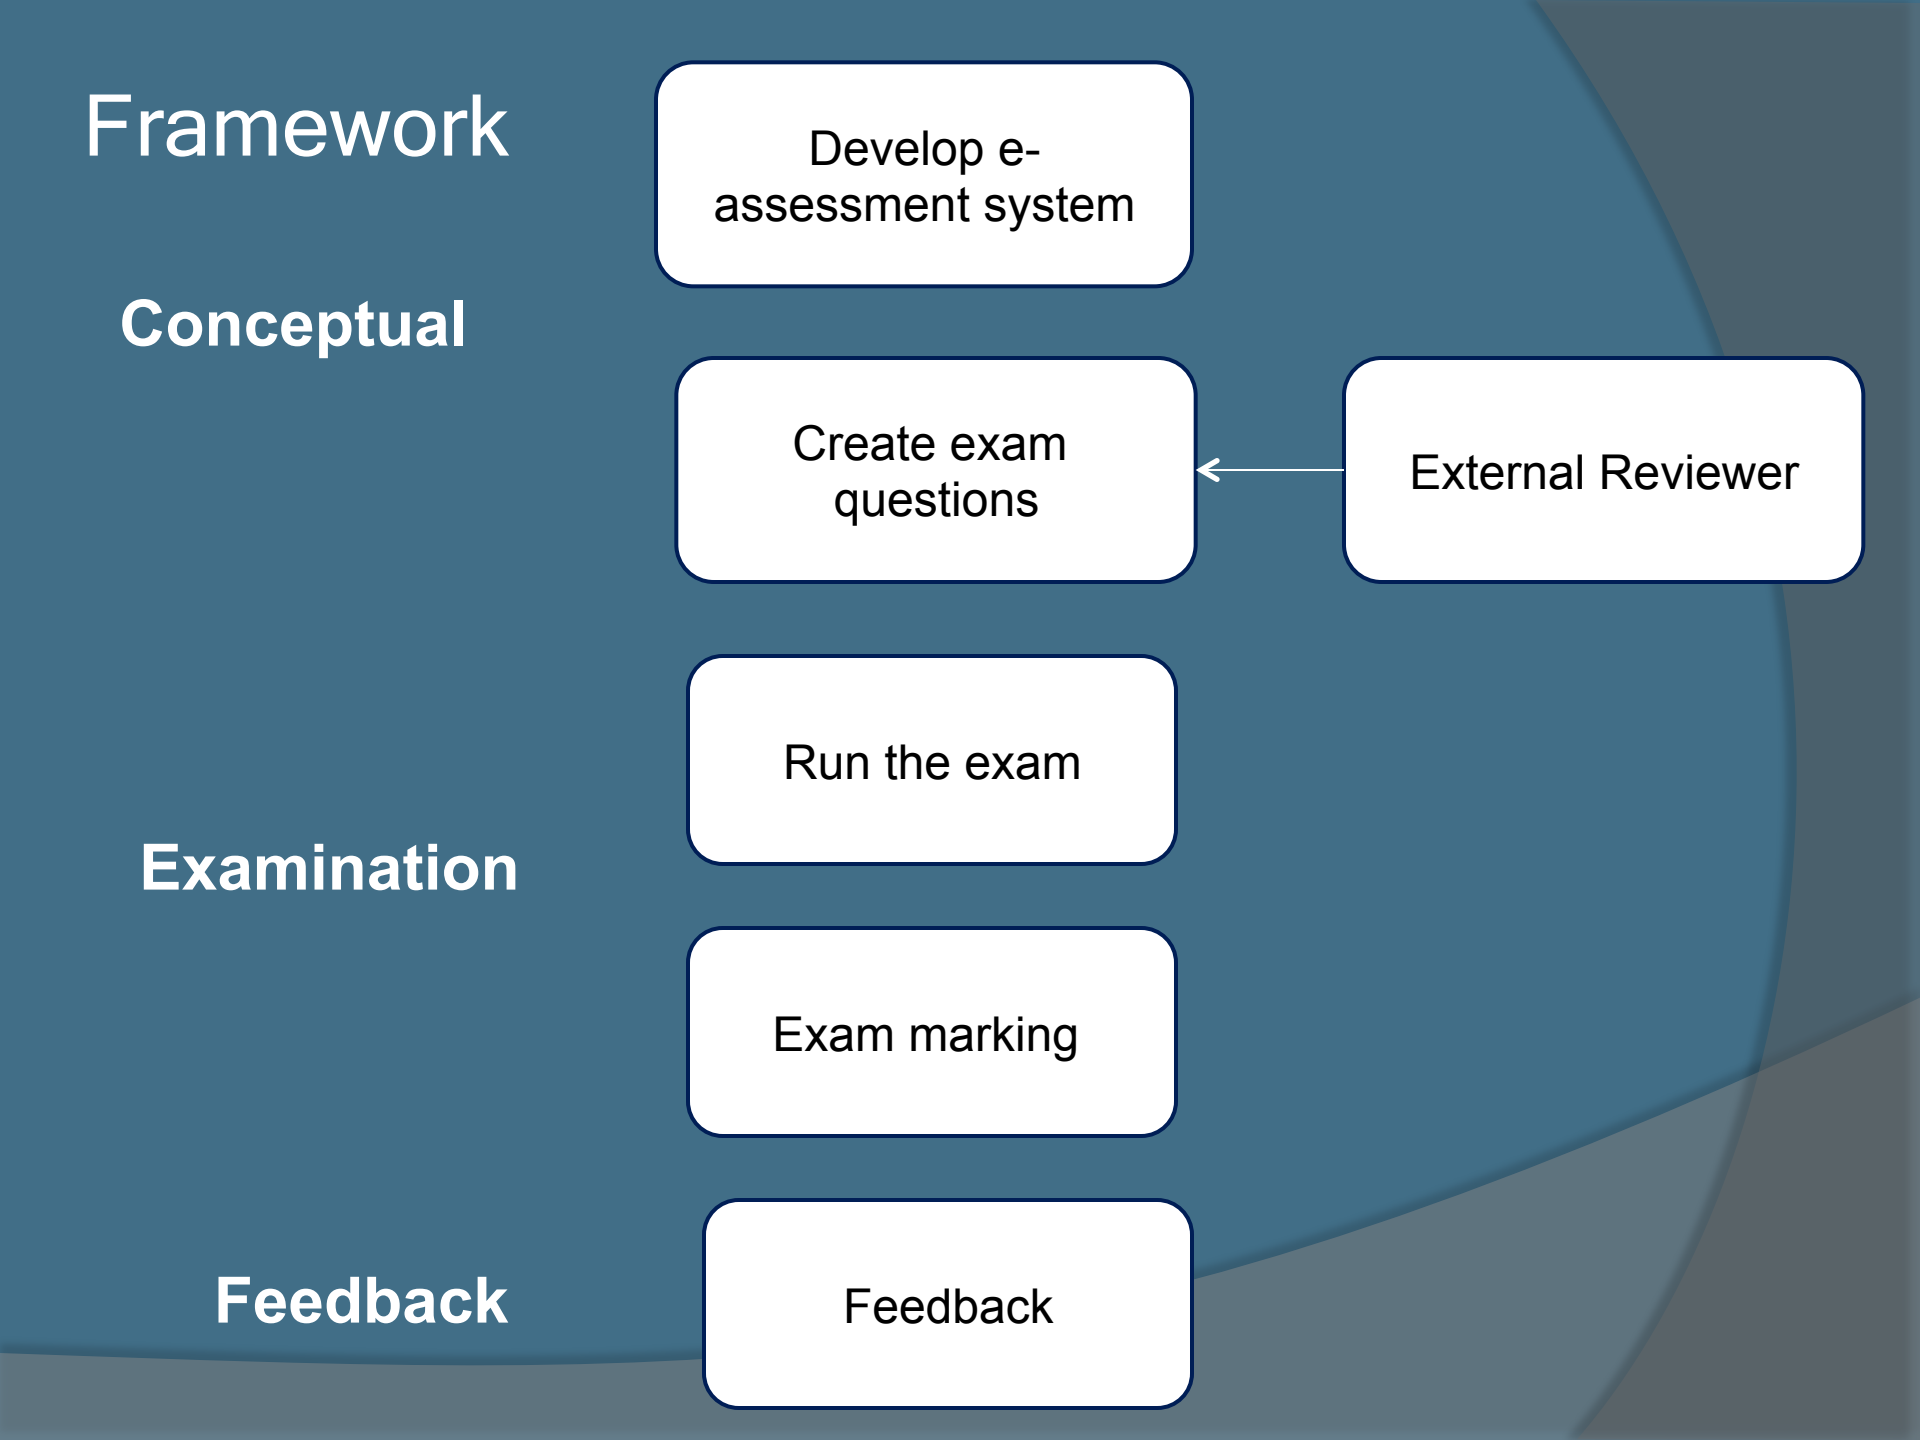 Framework
Develop e-
assessment system
Conceptual
Create exam
questions
External Reviewer
Run the exam
Examination
Exam marking
Feedback
Feedback